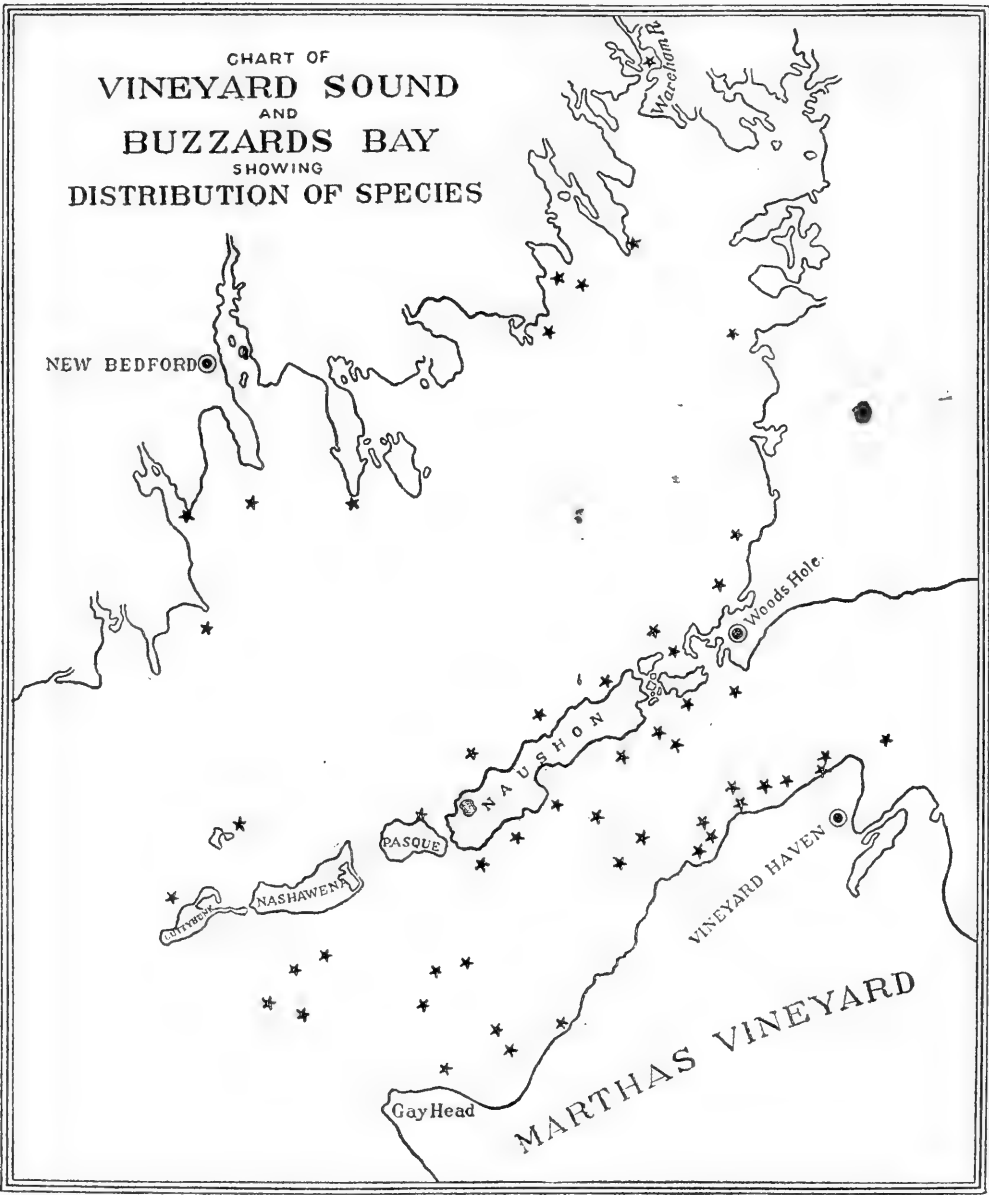 CHART OF
VINEYARD SOUND
AND
BUZZARDS BAY
SHOWING
DISTRIBUTION OF SPECIES
Wareham R.
NEW BEDFORD
Woods Hole.
NAUSHON
PASQUE
NASHAWENA
CUTTYHUNK
VINEYARD HAVEN
MARTHAS VINEYARD
Gay Head